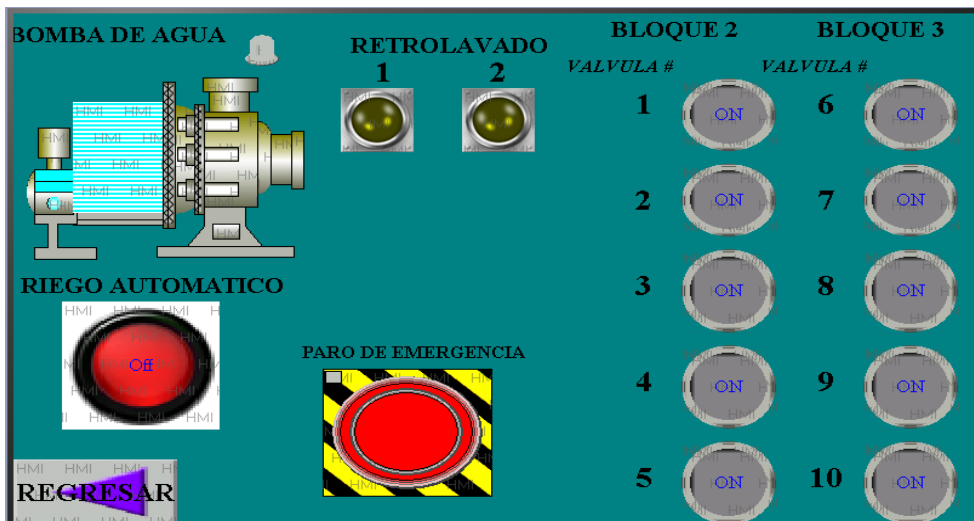 BOMBA DE AGUA
RETROLAVADO
1 2
BLOQUE 2
BLOQUE 3
VALVULA #
VALVULA #
1 ON
6 ON
2 ON
7 ON
3 ON
8 ON
4 ON
9 ON
5 ON
10 ON
RIEGO AUTOMATICO
Off
PARO DE EMERGENCIA
REGRESAR
HMI